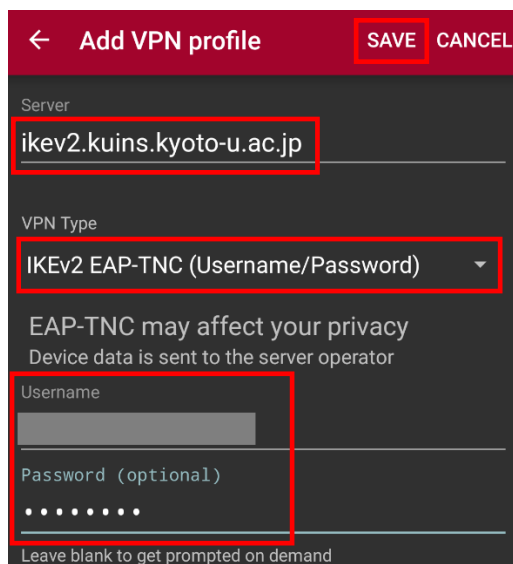 Add VPN profile SAVE CANCEL
Server
ikev2.kuins.kyoto-u.ac.jp
VPN Type
IKEv2 EAP-TNC (Username/Password)
EAP-TNC may affect your privacy
Device data is sent to the server operator
Username
Password (optional)
••••••••
Leave blank to get prompted on demand